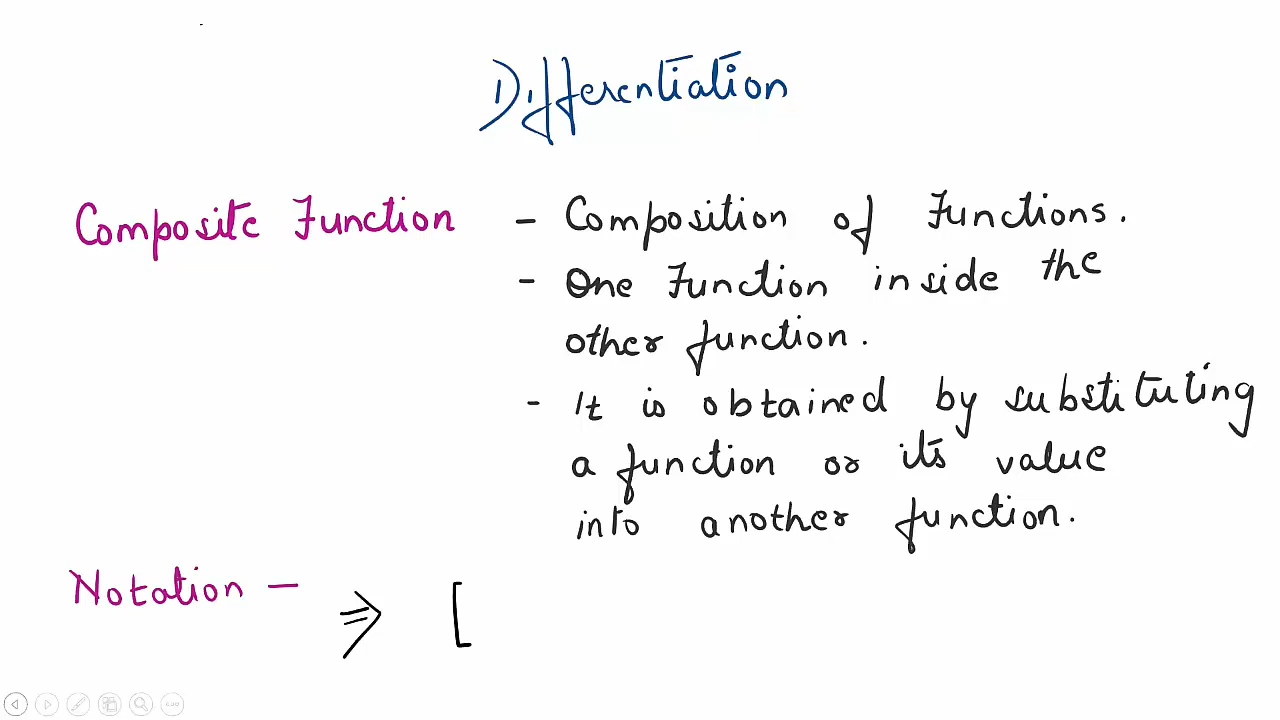 Differentiation
Composite Function - Composition of Functions.
- One Function inside the
other function.
- It is obtained by substituting
a function or its value
into another function.
Notation -
⇒ [